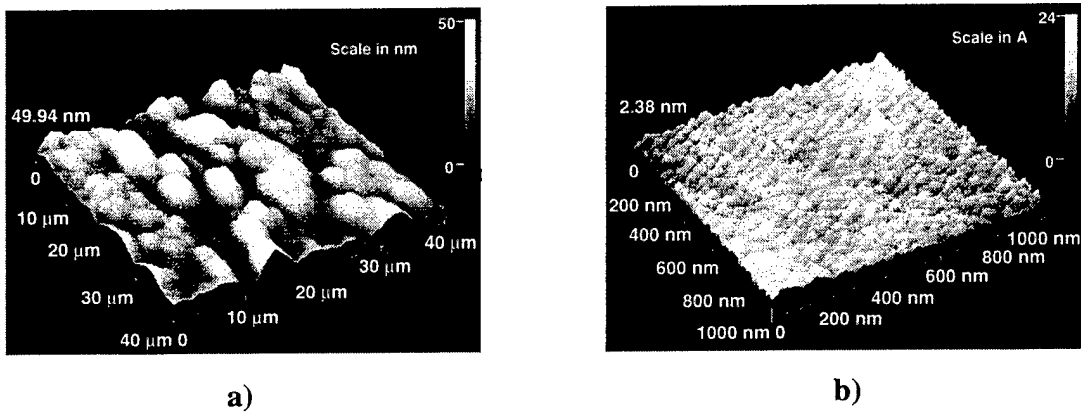 50
Scale in nm
49.94 nm
0
0
10 μm
20 μm
30 μm
40 μm 0
10 μm
20 μm
30 μm
40 μm
a)
24
Scale in A
2.38 nm
0
0
200 nm
400 nm
600 nm
800 nm
1000 nm 0
200 nm
400 nm
600 nm
800 nm
1000 nm
b)